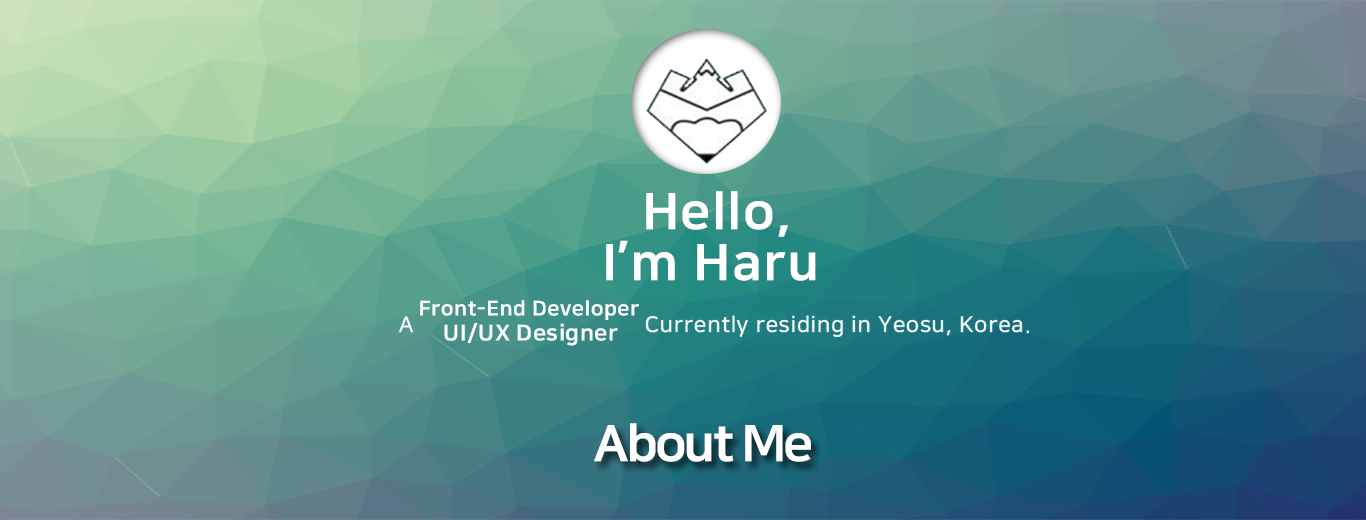 Hello,
I'm Haru
A Front-End Developer
UI/UX Designer Currently residing in Yeosu, Korea.
About Me